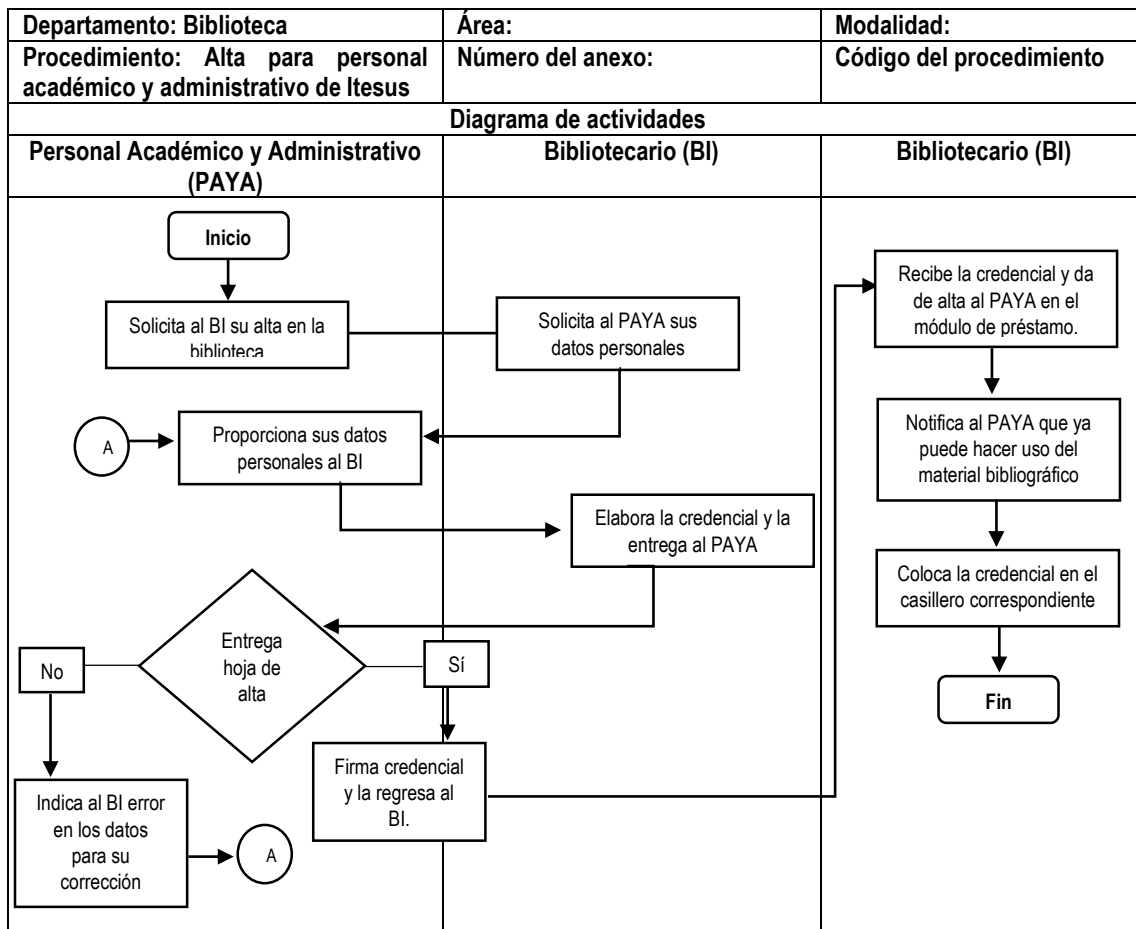 Departamento: Biblioteca
Área:
Modalidad:
Procedimiento: Alta para personal
académico y administrativo de Itesus
Número del anexo:
Código del procedimiento
Diagrama de actividades
Personal Académico y Administrativo
(PAYA)
Bibliotecario (BI)
Bibliotecario (BI)
Inicio
Solicita al BI su alta en la
biblioteca
Solicita al PAYA sus
datos personales
A
Proporciona sus datos
personales al BI
Elabora la credencial y la
entrega al PAYA
Entrega
hoja de
alta
No
Sí
Indica al BI error
en los datos
para su
corrección
A
Firma credencial
y la regresa al
BI.
Recibe la credencial y da
de alta al PAYA en el
módulo de préstamo.
Notifica al PAYA que ya
puede hacer uso del
material bibliográfico
Coloca la credencial en el
casillero correspondiente
Fin